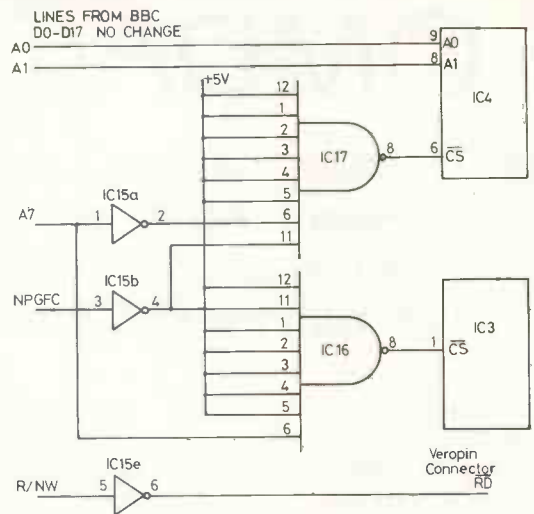 LINES FROM BBC
D0-D17 NO CHANGE
A0
9
A0
A1
8
A1
+5V
IC4
12
1
2
3
4
5
6
11
IC17
8
6
CS
IC15a
A7
1
2
IC15b
NPGFC
3
4
12
11
1
2
3
4
5
6
IC16
8
1
CS
IC3
IC15e
R/NW
5
6
Veropin
Connector
RD